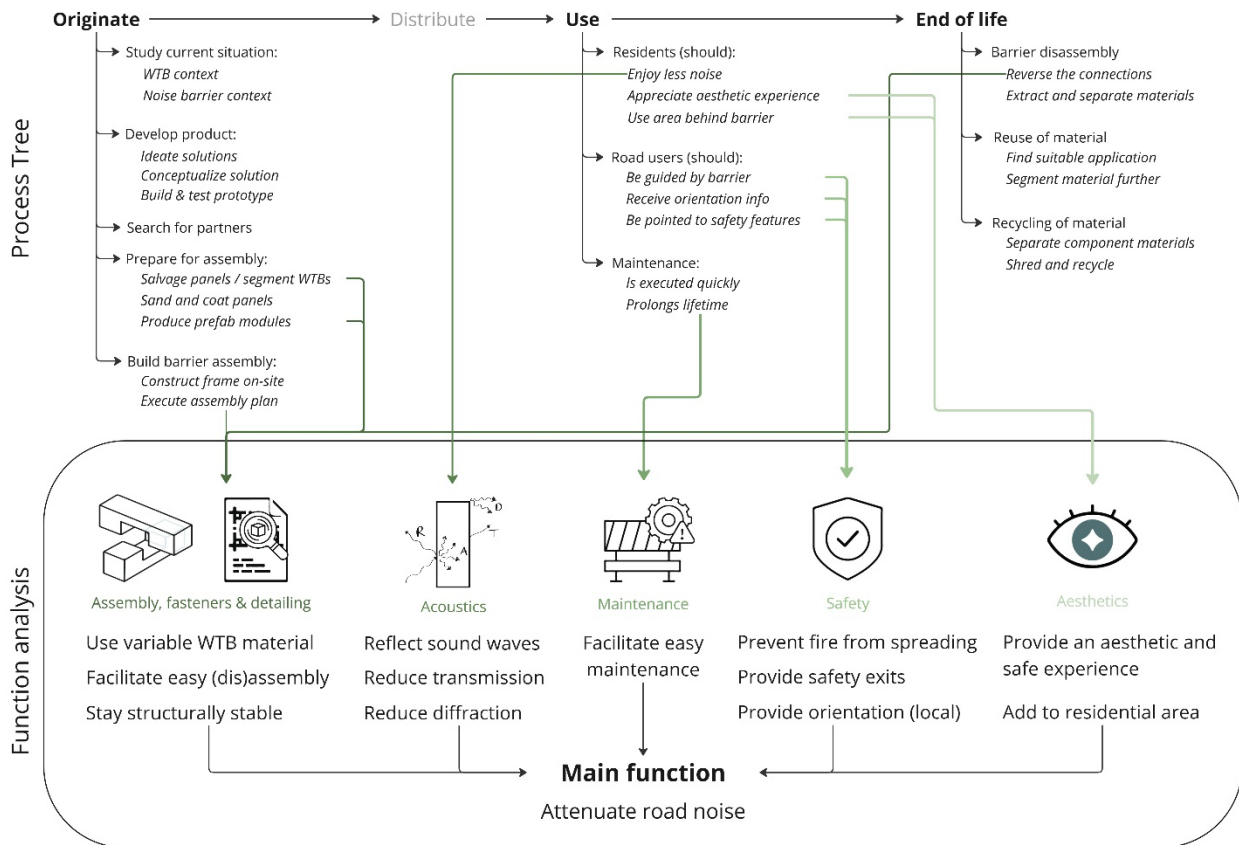 Originate
Distribute
Use
End of life
Process Tree
Study current situation:
WTB context
Noise barrier context
Develop product:
Ideate solutions
Conceptualize solution
Build & test prototype
Search for partners
Prepare for assembly:
Salvage panels / segment WTBs
Sand and coat panels
Produce prefab modules
Build barrier assembly:
Construct frame on-site
Execute assembly plan
Residents (should):
Enjoy less noise
Appreciate aesthetic experience
Use area behind barrier
Road users (should):
Be guided by barrier
Receive orientation info
Be pointed to safety features
Maintenance:
Is executed quickly
Prolongs lifetime
Barrier disassembly
Reverse the connections
Extract and separate materials
Reuse of material
Find suitable application
Segment material further
Recycling of material
Separate component materials
Shred and recycle
Function analysis
R
A
D
T
Assembly, fasteners & detailing
Use variable WTB material
Facilitate easy (dis)assembly
Stay structurally stable
Acoustics
Reflect sound waves
Reduce transmission
Reduce diffraction
Maintenance
Facilitate easy
maintenance
Safety
Prevent fire from spreading
Provide safety exits
Provide orientation (local)
Aesthetics
Provide an aesthetic and
safe experience
Add to residential area
Main function
Attenuate road noise